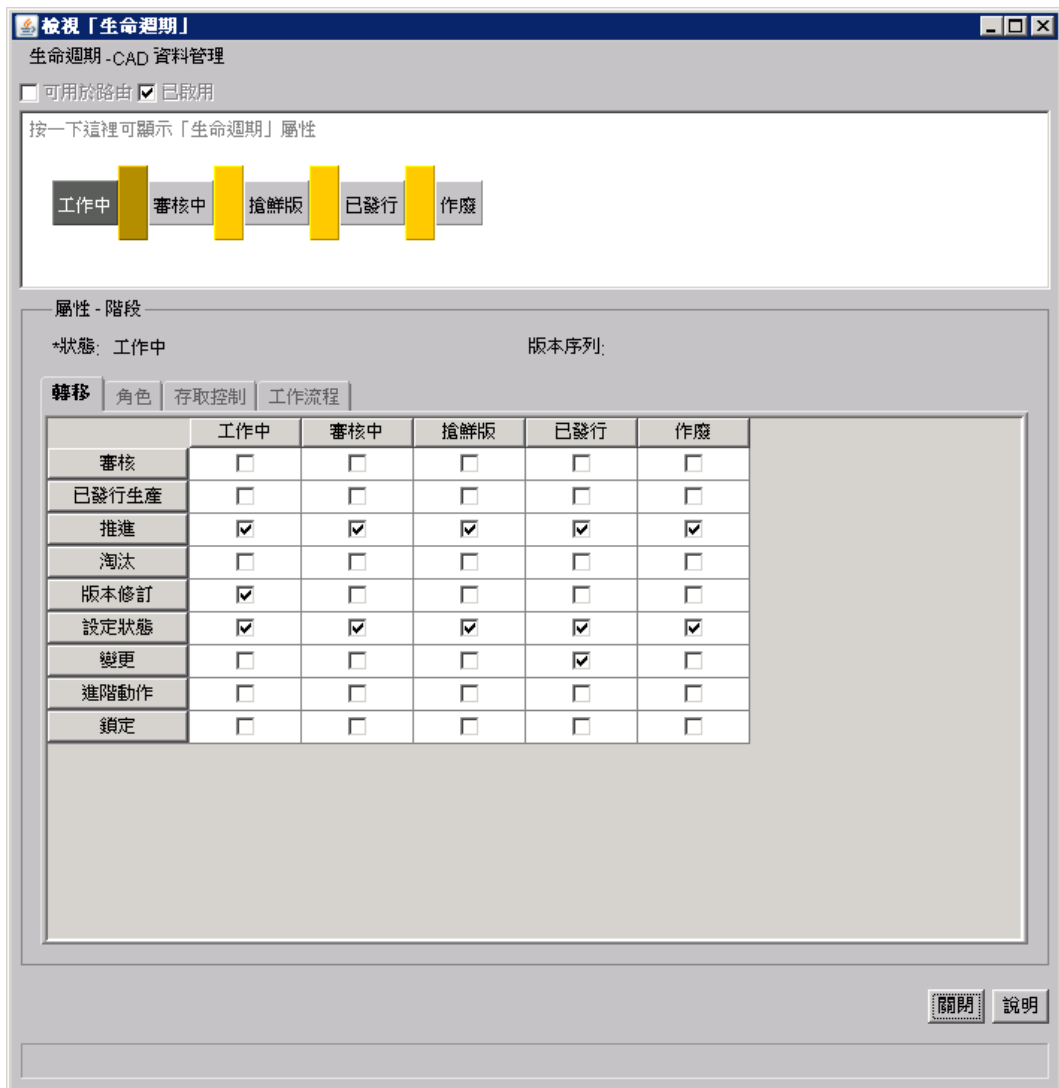 檢視「生命週期」
生命週期 -CAD 資料管理
可用於路由 已啟用
按一下這裡可顯示「生命週期」屬性
工作中 審核中 搶鮮版 已發行 作廢
屬性 - 階段
*狀態: 工作中 版本序列:
轉移 角色 存取控制 工作流程
工作中 審核中 搶鮮版 已發行 作廢
審核
已發行生產
推進
淘汰
版本修訂
設定狀態
變更
進階動作
鎖定
關閉 說明